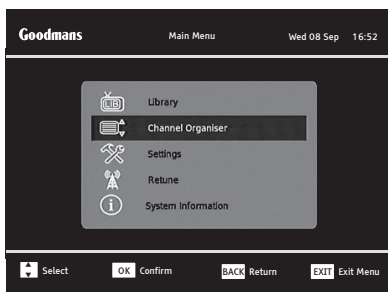 Goodmans Main Menu Wed 08 Sep 16:52
LIB Library
Channel Organiser
Settings
Retune
i System Information
Select OK Confirm BACK Return EXIT Exit Menu